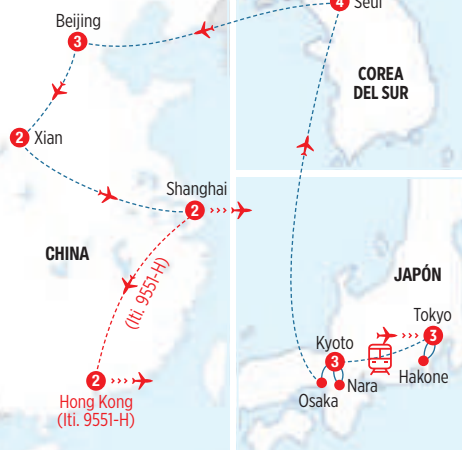 4 Seúl
Beijing
3
COREA
DEL SUR
2 Xian
Shanghai
2
CHINA
(Iti. 9551-H)
JAPÓN
Tokyo
3
Kyoto
3
2
Hong Kong
(Iti. 9551-H)
Osaka
Nara
Hakone